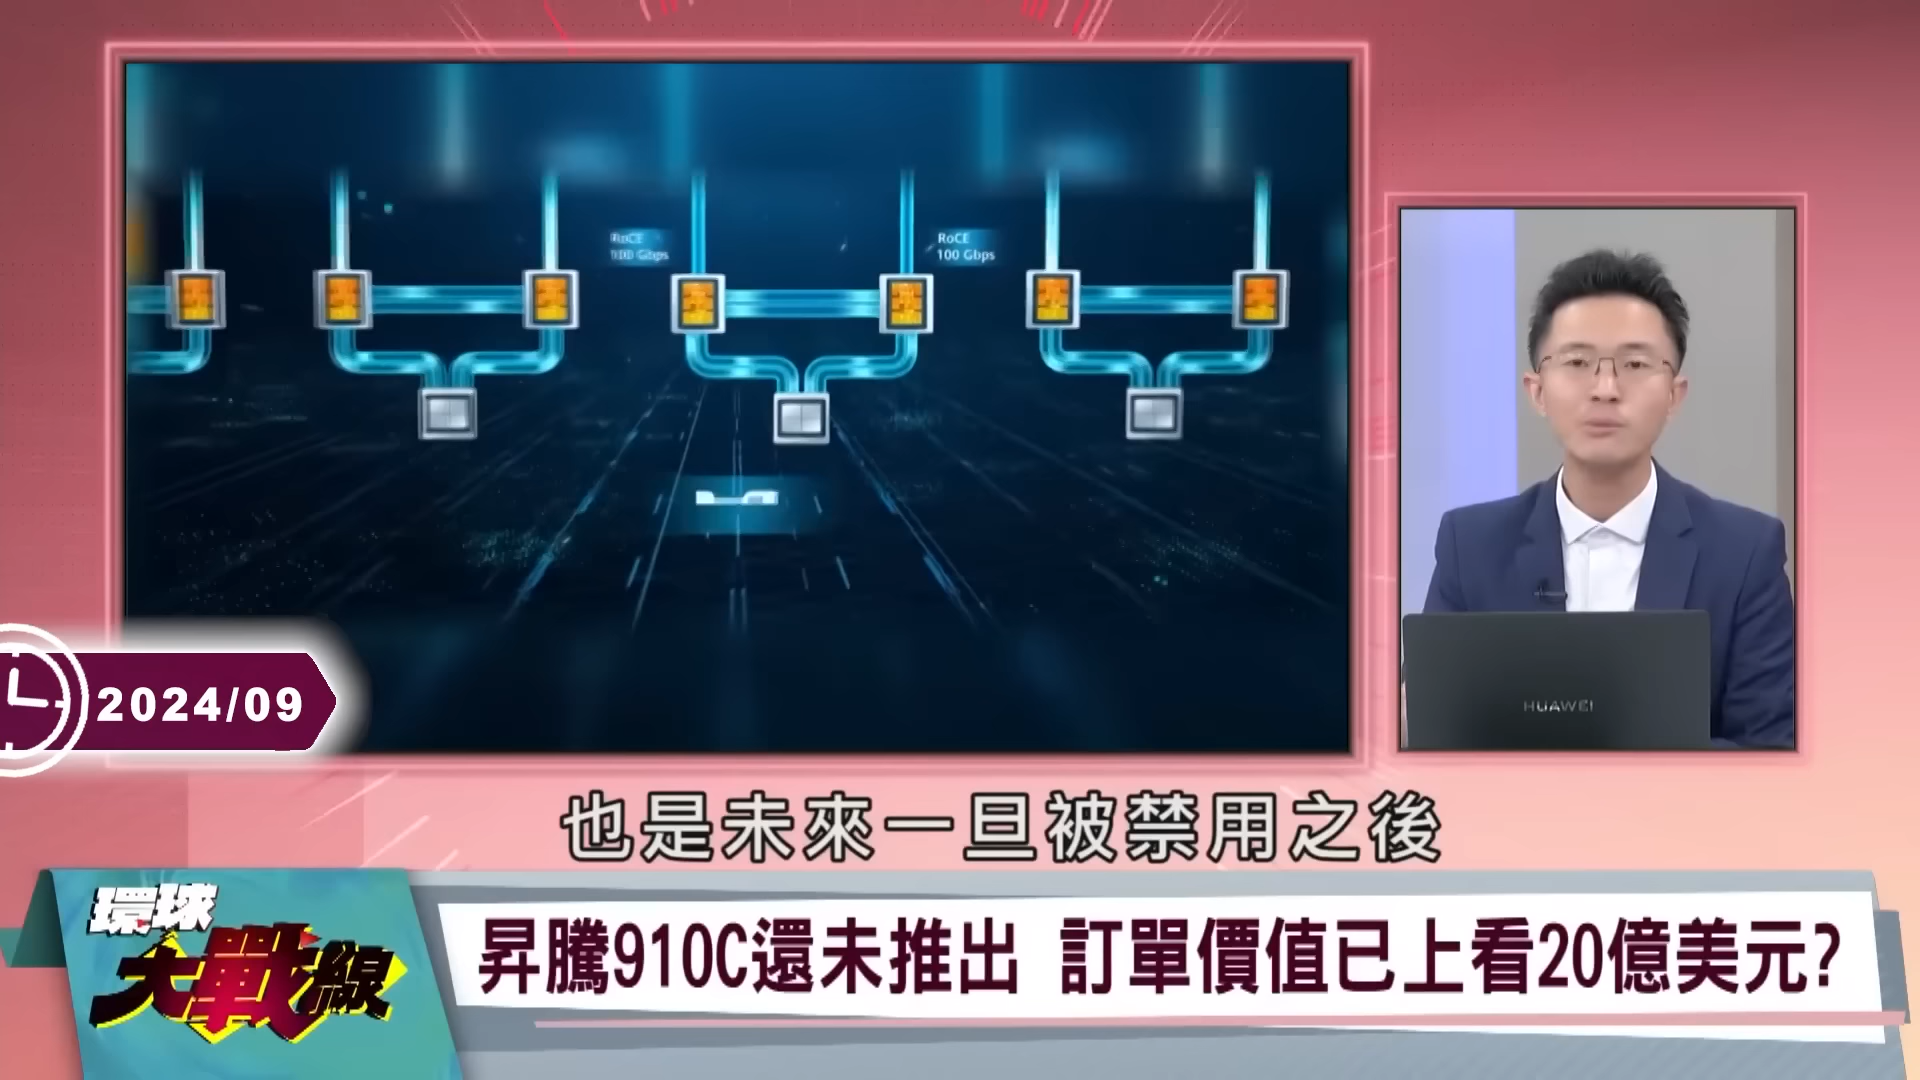 RoCE
100 Gbps
RoCE
100 Gbps
HUAWEI
2024/09
也是未來一旦被禁用之後
環球
大戰線
昇騰910C還未推出 訂單價值已上看20億美元?